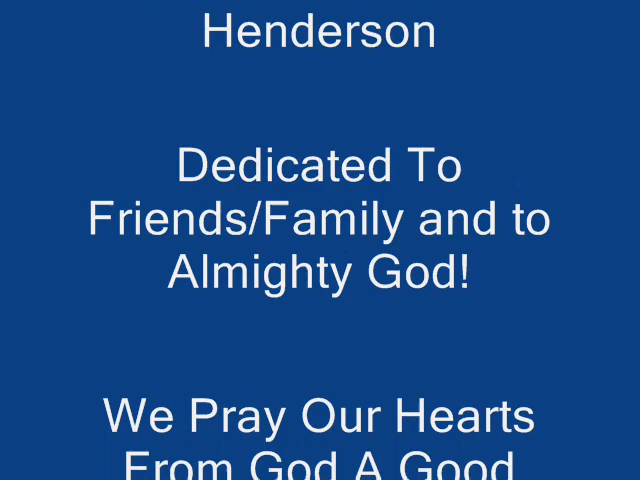 Henderson
Dedicated To
Friends/Family and to
Almighty God!
We Pray Our Hearts
From God A Good